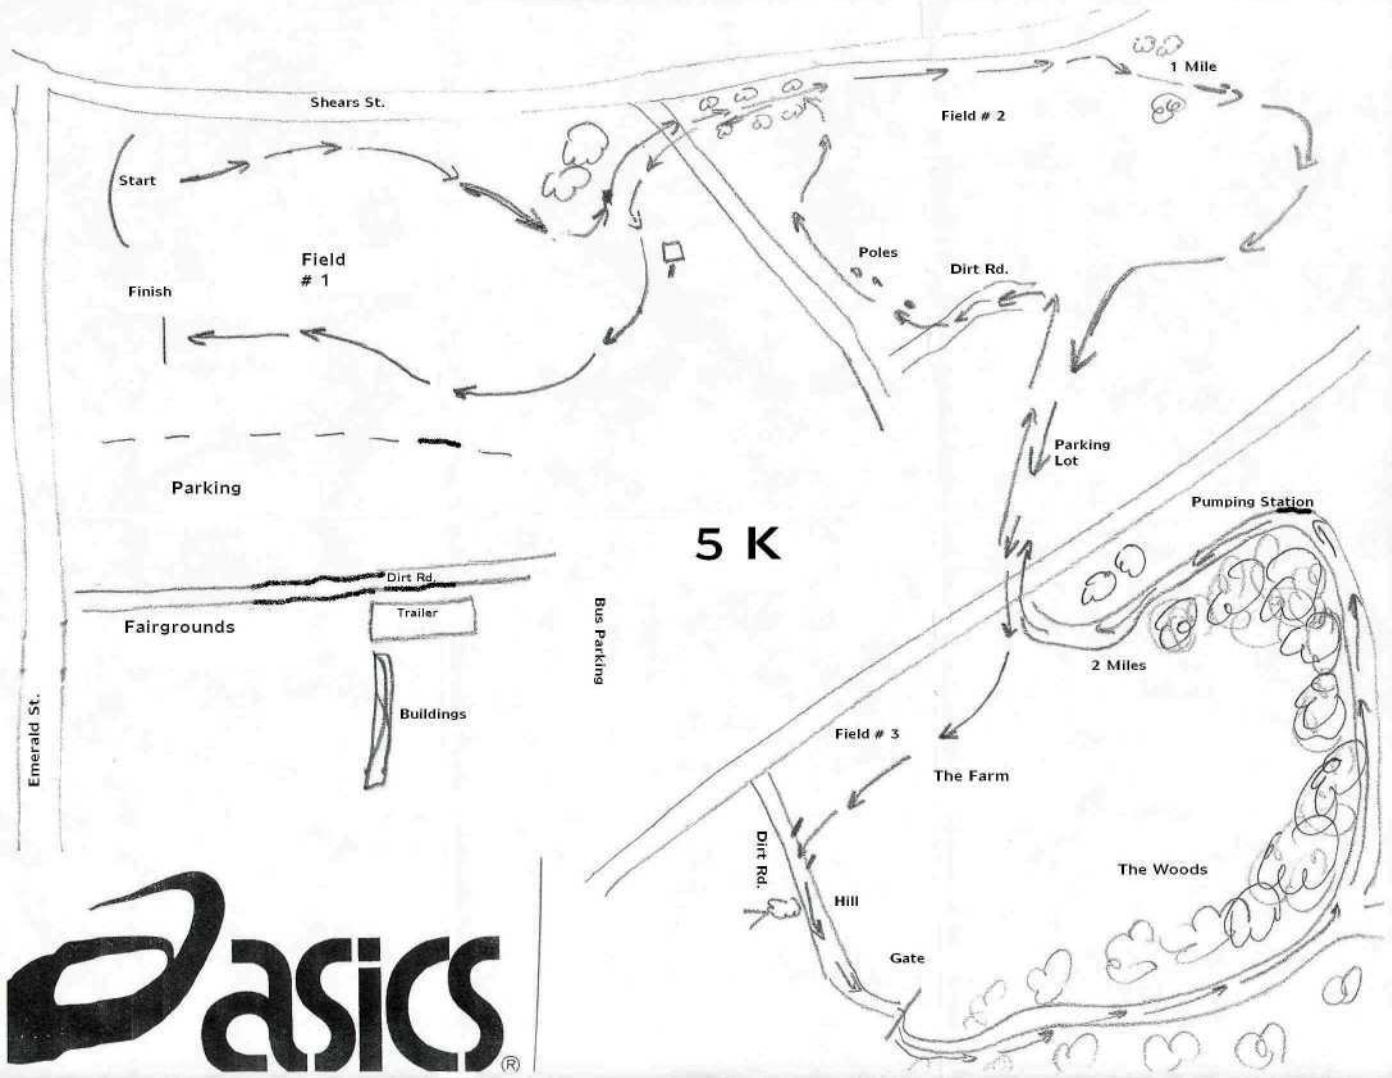 Shears St.
1 Mile
Field # 2
Start
Field
# 1
Finish
Poles
Dirt Rd.
Parking
Lot
Parking
Pumping Station
5 K
Dirt Rd.
Trailer
Fairgrounds
Bus Parking
2 Miles
Buildings
Emerald St.
Field # 3
The Farm
Dirt Rd.
The Woods
Hill
Gate
asics®